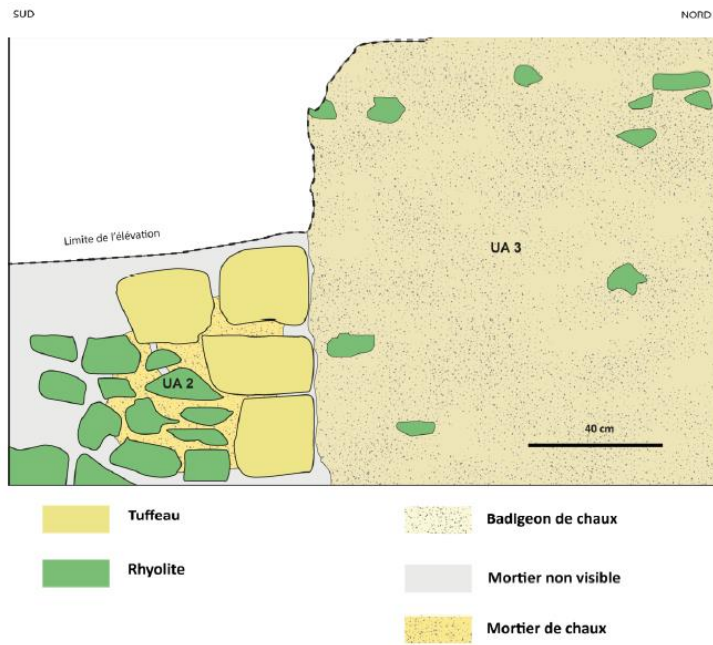 SUD
NORD
Limite de l'élévation
UA 3
UA 2
40 cm
Tuffeau
Badigeon de chaux
Rhyolite
Mortier non visible
Mortier de chaux